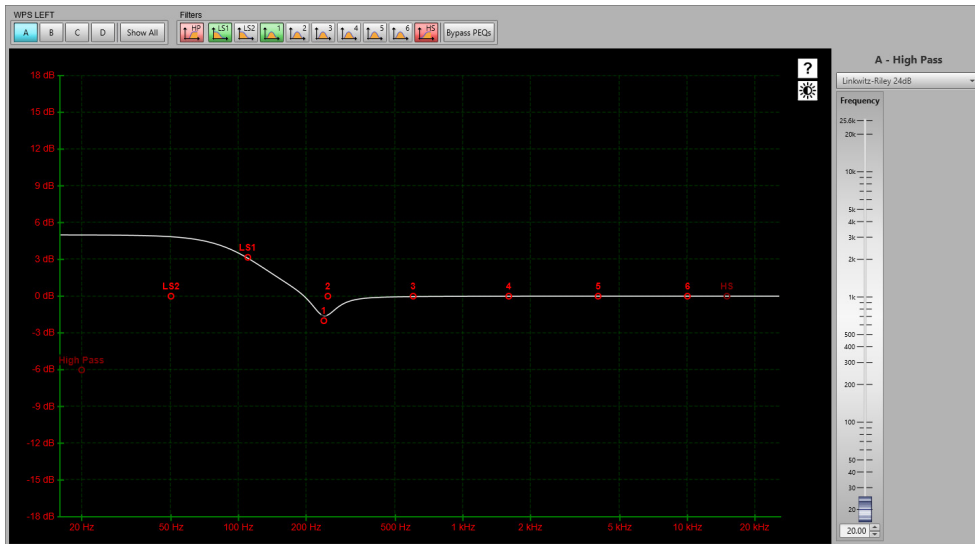 WPS LEFT
Filters
A B C D Show All
HP LS1 LS2 1 2 3 4 5 6 HS Bypass PEQs
A - High Pass
Linkwitz-Riley 24dB
Frequency
?
18 dB
15 dB
12 dB
9 dB
6 dB
3 dB
0 dB
-3 dB
-6 dB
-9 dB
-12 dB
-15 dB
-18 dB
LS1
LS2
2 3 4 5 6 HS
1
High Pass
20 Hz 50 Hz 100 Hz 200 Hz 500 Hz 1 kHz 2 kHz 5 kHz 10 kHz 20 kHz
25.6k
20k
10k
5k
4k
3k
2k
1k
500
400
300
200
100
50
40
30
20
20.00